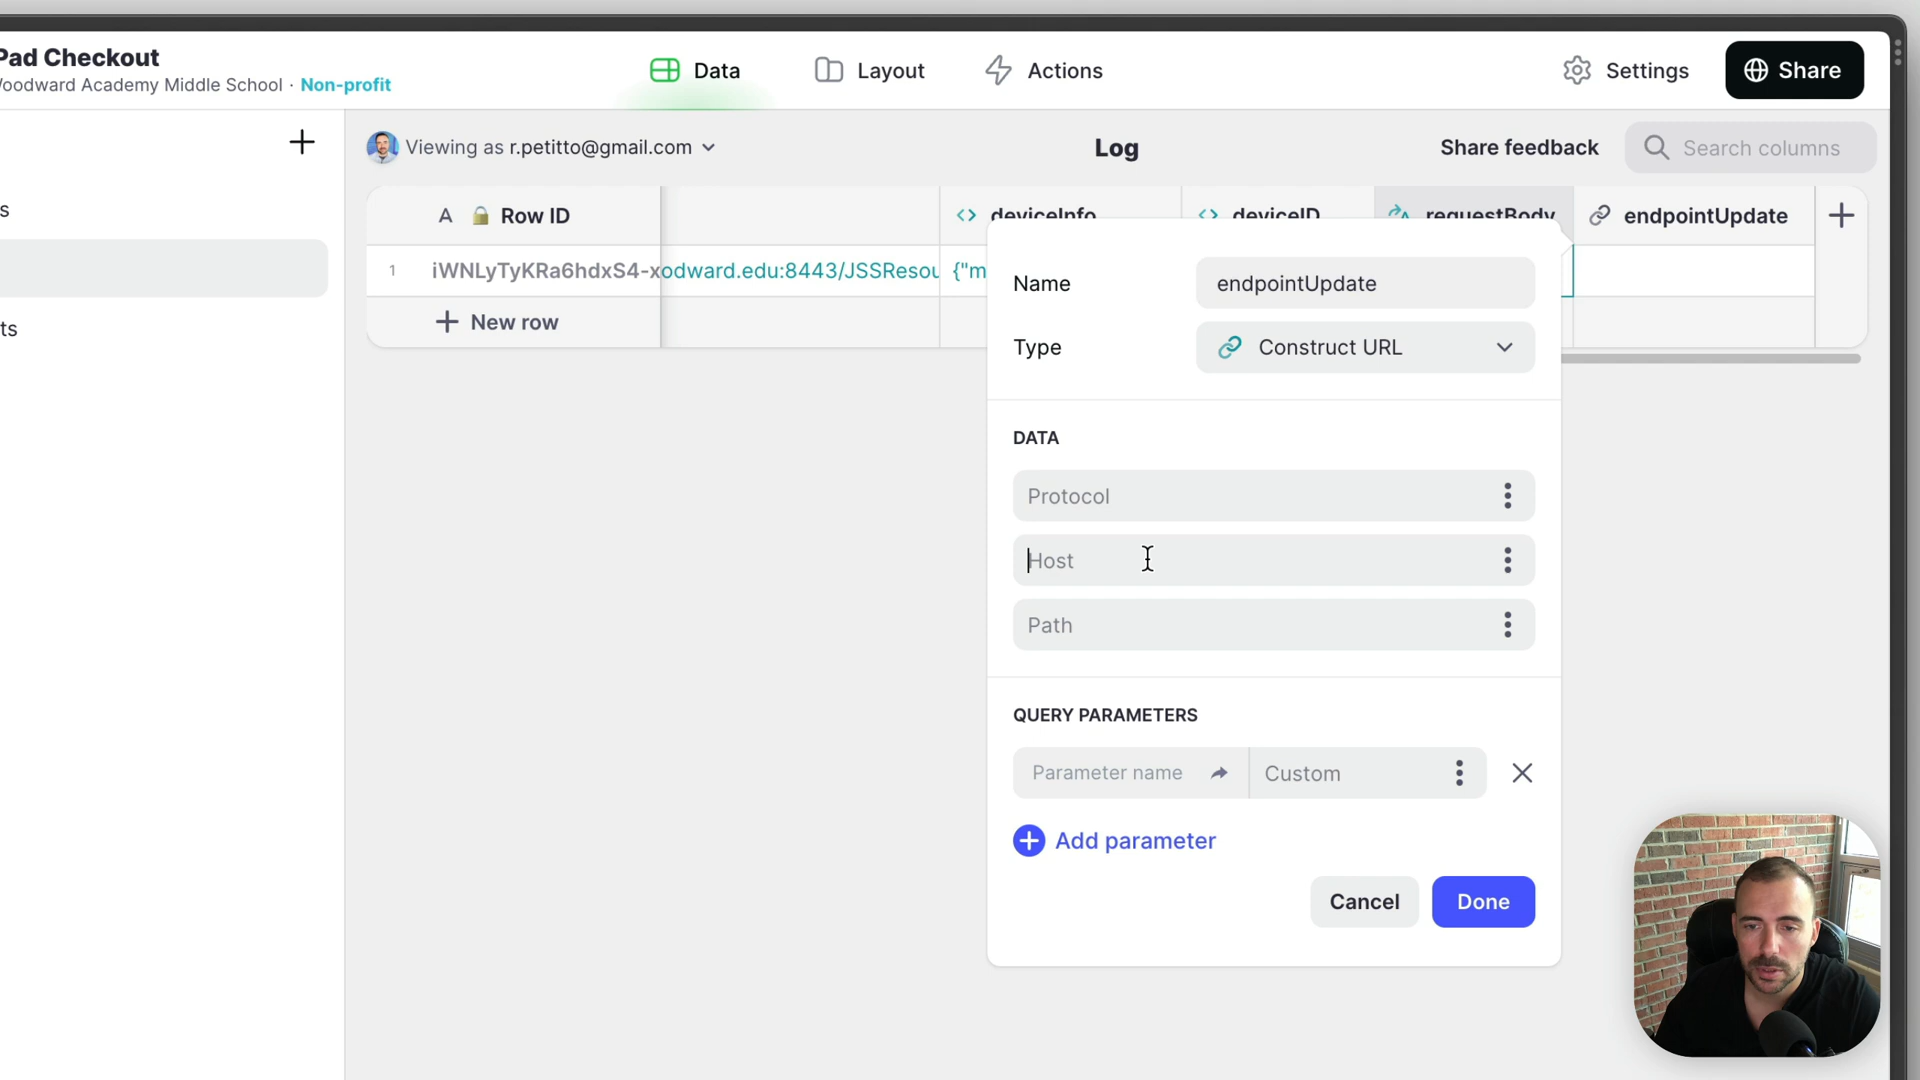 Pad Checkout
Woodward Academy Middle School · Non-profit
Data
Layout
Actions
Settings
Share
Viewing as r.petitto@gmail.com
Log
Share feedback
Search columns
A 🔒 Row ID
deviceInfo
deviceID
requestBody
endpointUpdate
1
iWNLyTyKRa6hdxS4-x
odward.edu:8443/JSSResou
{"m
New row
s
ts
Name
endpointUpdate
Type
Construct URL
DATA
Protocol
Host
Path
QUERY PARAMETERS
Parameter name
Custom
Add parameter
Cancel
Done